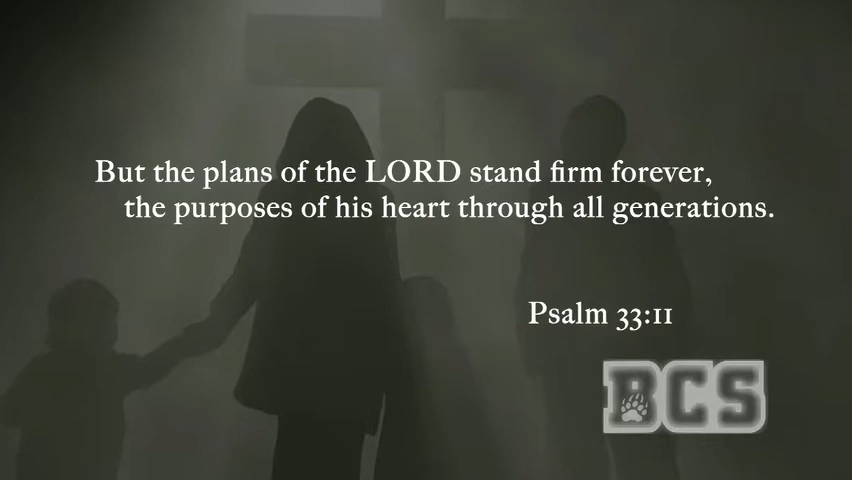 But the plans of the LORD stand firm forever,
the purposes of his heart through all generations.
Psalm 33:11
BCS